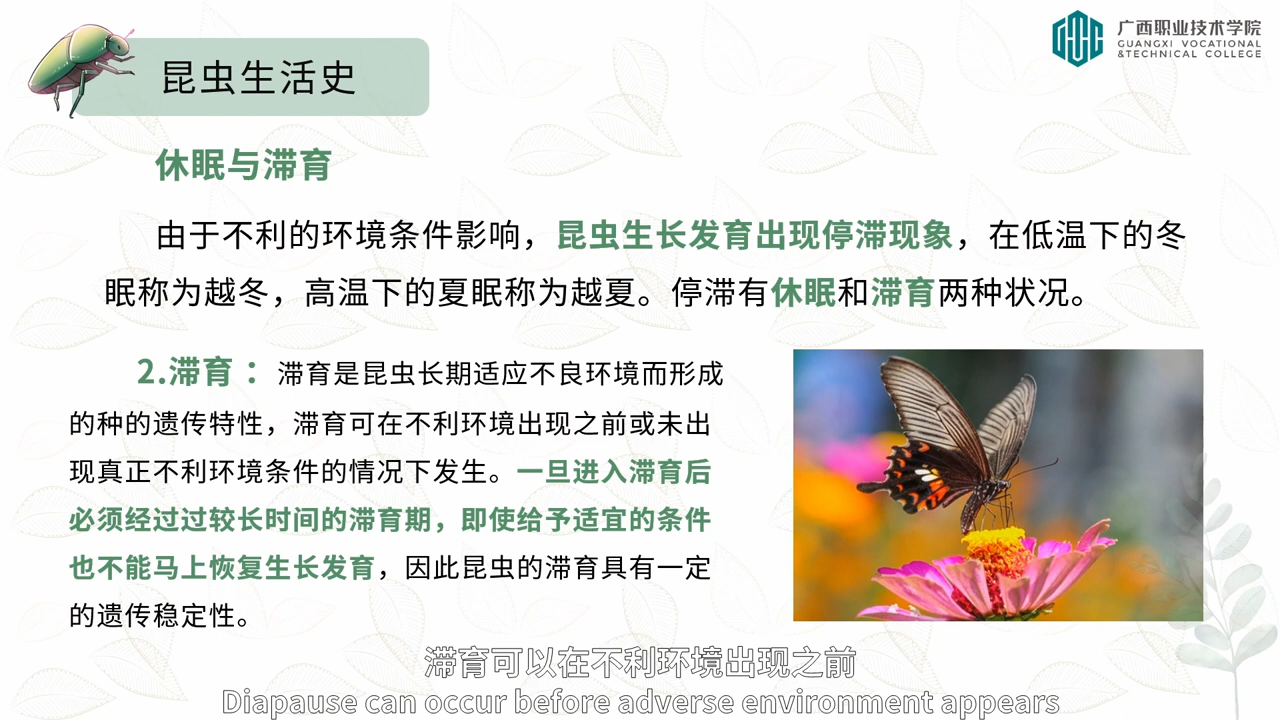 昆虫生活史
广西职业技术学院
GUANGXI VOCATIONAL
&TECHNICAL COLLEGE
休眠与滞育
由于不利的环境条件影响，昆虫生长发育出现停滞现象，在低温下的冬
眠称为越冬，高温下的夏眠称为越夏。停滞有休眠和滞育两种状况。
2.滞育：滞育是昆虫长期适应不良环境而形成
的种的遗传特性，滞育可在不利环境出现之前或未出
现真正不利环境条件的情况下发生。一旦进入滞育后
必须经过过较长时间的滞育期，即使给予适宜的条件
也不能马上恢复生长发育，因此昆虫的滞育具有一定
的遗传稳定性。
滞育可以在不利环境出现之前
Diapause can occur before adverse environment appears